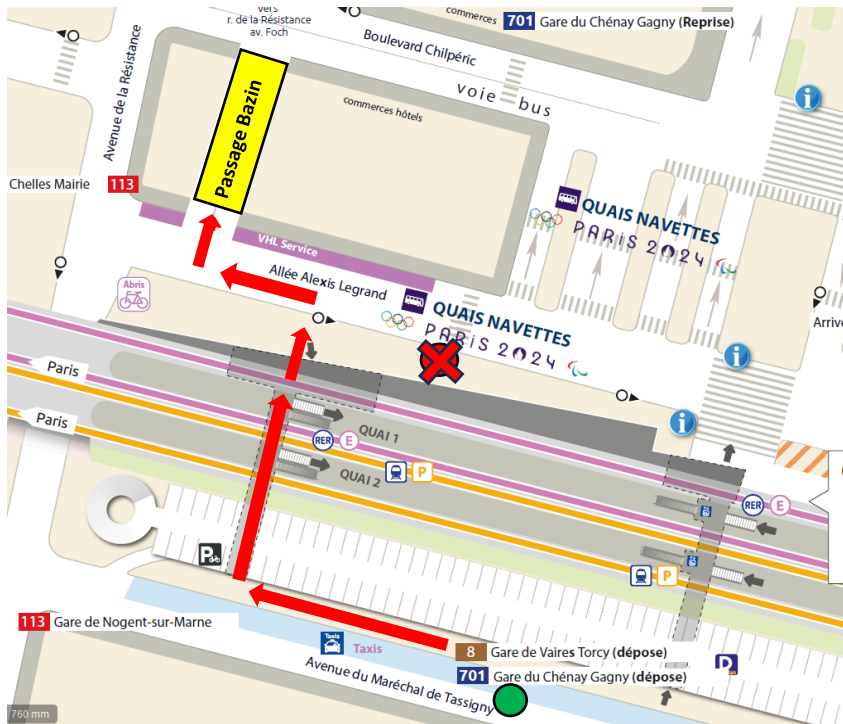 vers
r. de la Résistance
av. Foch
commerces
701 Gare du Chénay Gagny (Reprise)
Boulevard Chilpéric
Avenue de la Résistance
voie bus
commerces hôtels
Passage Bazin
Chelles Mairie 113
QUAIS NAVETTES
PARIS 2024
VHL Service
Allée Alexis Legrand
Abris
QUAIS NAVETTES
PARIS 2024
Arrivé
Paris
Paris
QUAI 1
RER E
QUAI 2
P
RER E
P
P
113 Gare de Nogent-sur-Marne
Taxis
Taxis
8 Gare de Vaires Torcy (dépose)
701 Gare du Chénay Gagny (dépose)
Avenue du Maréchal de Tassigny
D
760 mm